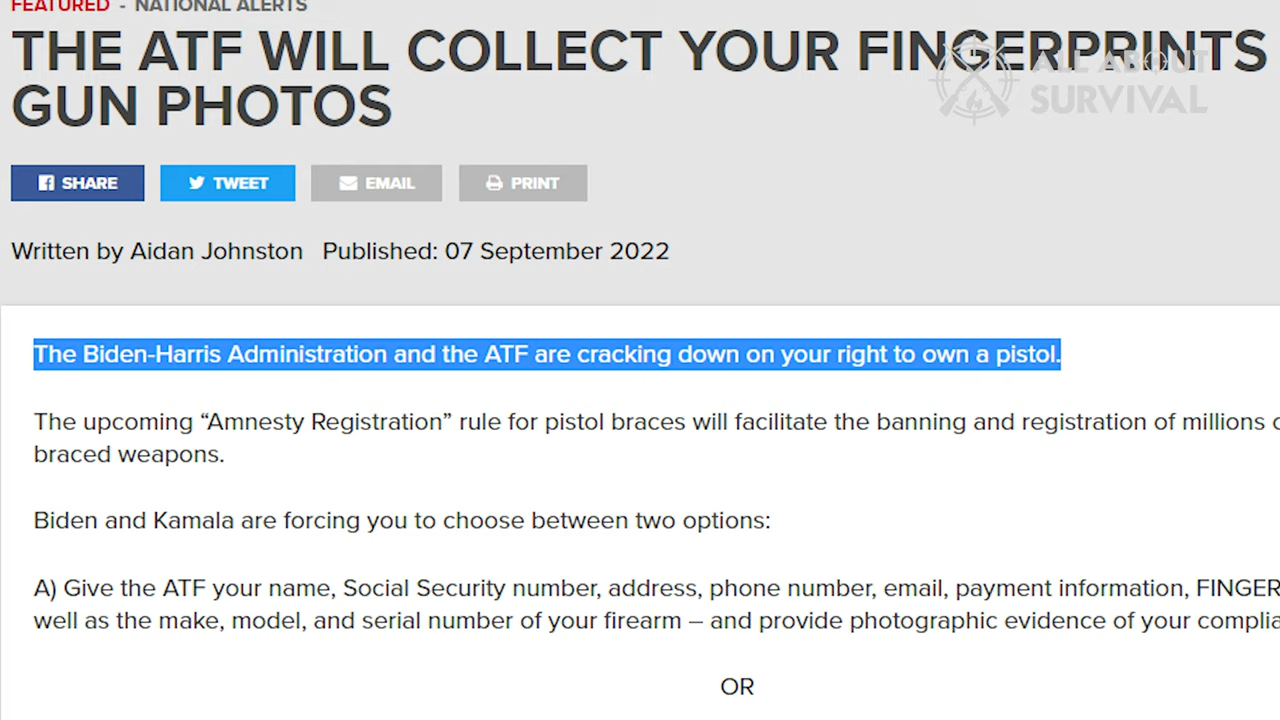 FEATURED - NATIONAL ALERTS
THE ATF WILL COLLECT YOUR FINGERPRINTS
GUN PHOTOS
ALL ABOUT
SURVIVAL
SHARE
TWEET
EMAIL
PRINT
Written by Aidan Johnston Published: 07 September 2022
The Biden-Harris Administration and the ATF are cracking down on your right to own a pistol.
The upcoming “Amnesty Registration” rule for pistol braces will facilitate the banning and registration of millions
braced weapons.
Biden and Kamala are forcing you to choose between two options:
A) Give the ATF your name, Social Security number, address, phone number, email, payment information, FINGER
well as the make, model, and serial number of your firearm – and provide photographic evidence of your complia
OR